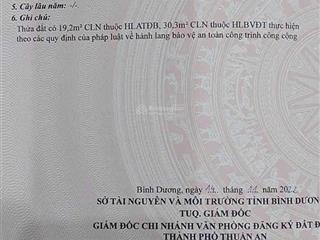 5. Cây lâu năm: -/-
6. Ghi chú:
Thửa đất có 19,2m² CLN thuộc HLATĐB, 30,3m² CLN thuộc HLBVĐT thực hiện
theo các quy định của pháp luật về hành lang bảo vệ an toàn công trình công cộng
Bình Dương, ngày tháng năm
SỞ TÀI NGUYÊN VÀ MÔI TRƯỜNG TỈNH BÌNH DƯƠN
TUQ. GIÁM ĐỐC
GIÁM ĐỐC CHI NHÁNH VĂN PHÒNG ĐĂNG KÝ ĐẤT Đ
THÀNH PHỐ THUẬN AN